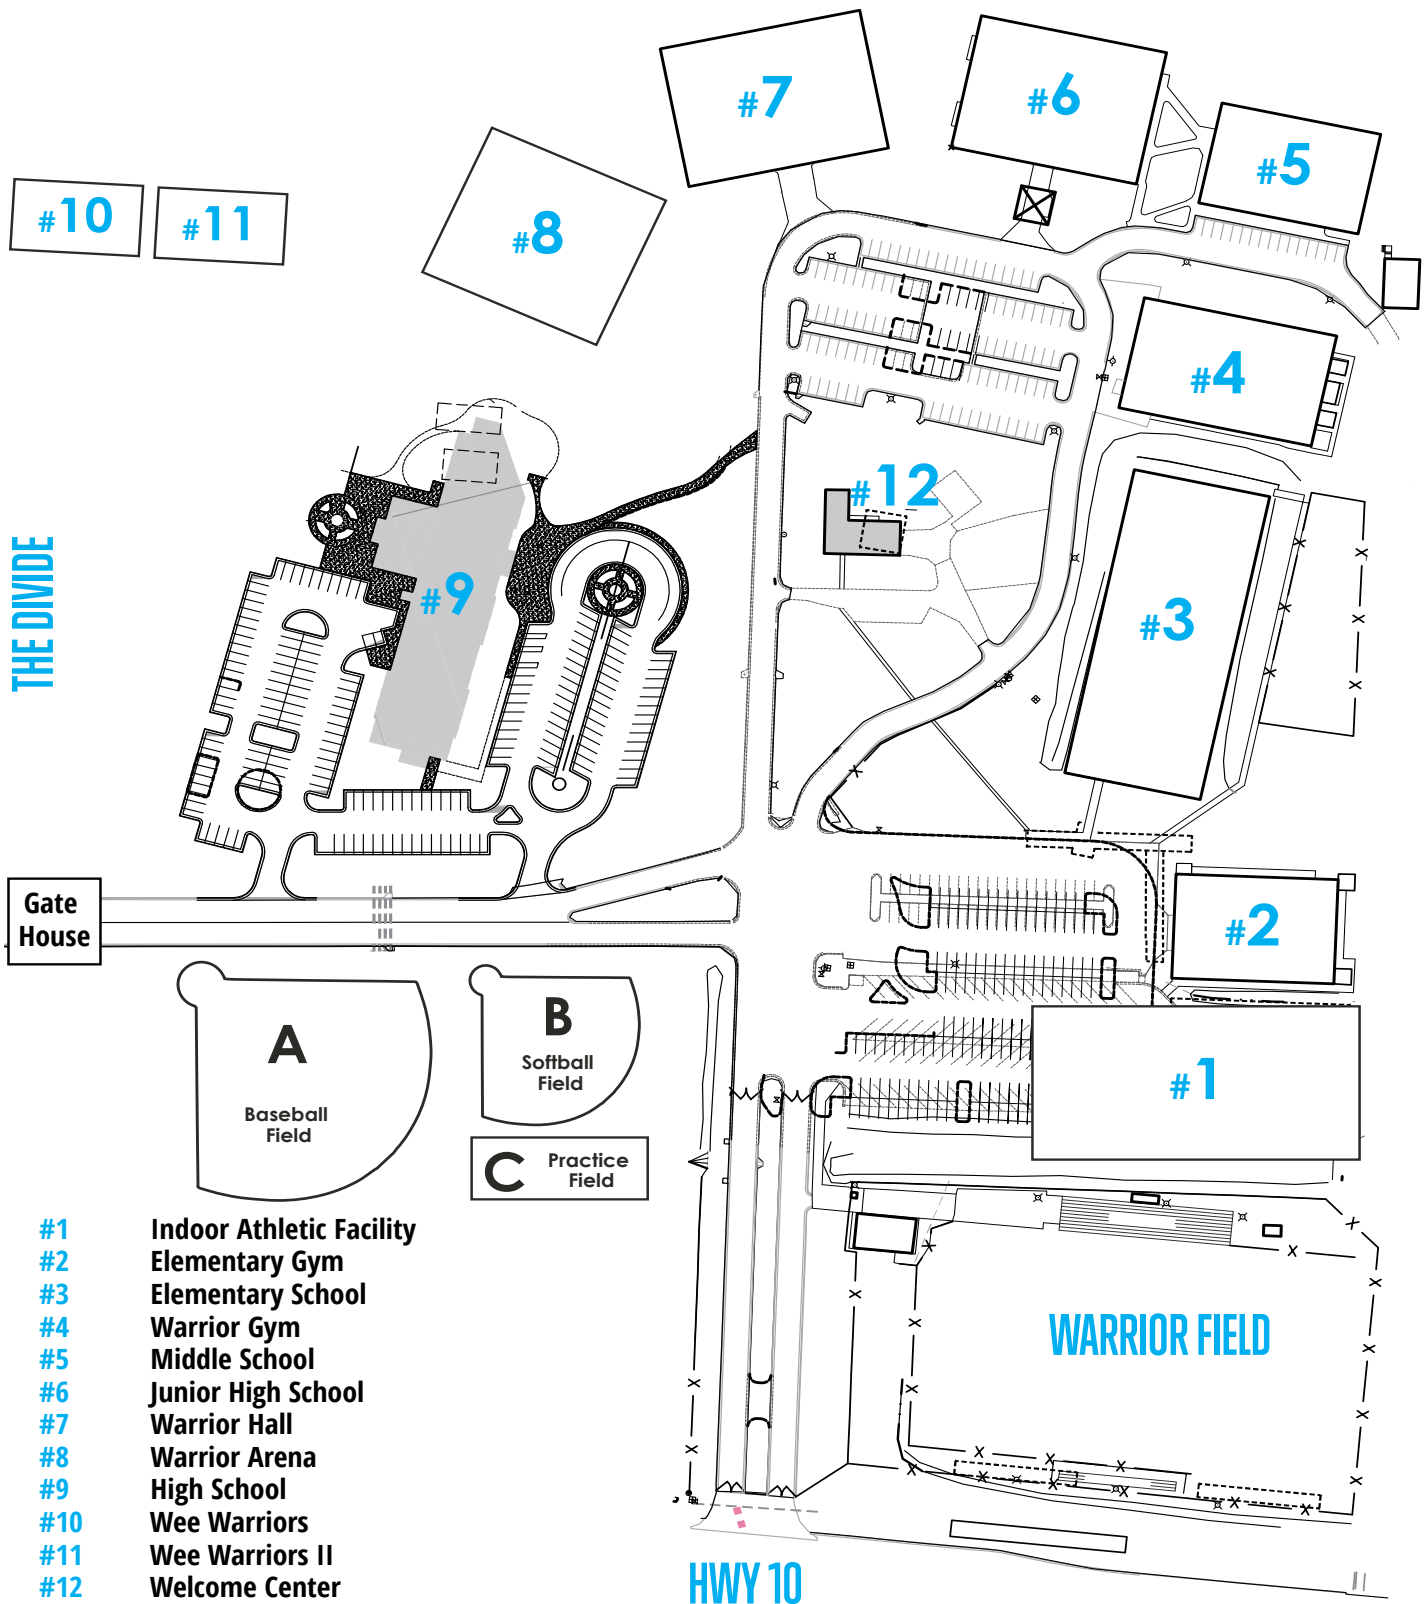 #7
#6
#5
#10
#11
#8
#4
#12
THE DIVIDE
#9
#3
Gate
House
#2
A
Baseball
Field
B
Softball
Field
#1
C
Practice
Field
#1 Indoor Athletic Facility
#2 Elementary Gym
#3 Elementary School
#4 Warrior Gym
#5 Middle School
#6 Junior High School
#7 Warrior Hall
#8 Warrior Arena
#9 High School
#10 Wee Warriors
#11 Wee Warriors II
#12 Welcome Center
WARRIOR FIELD
HWY 10